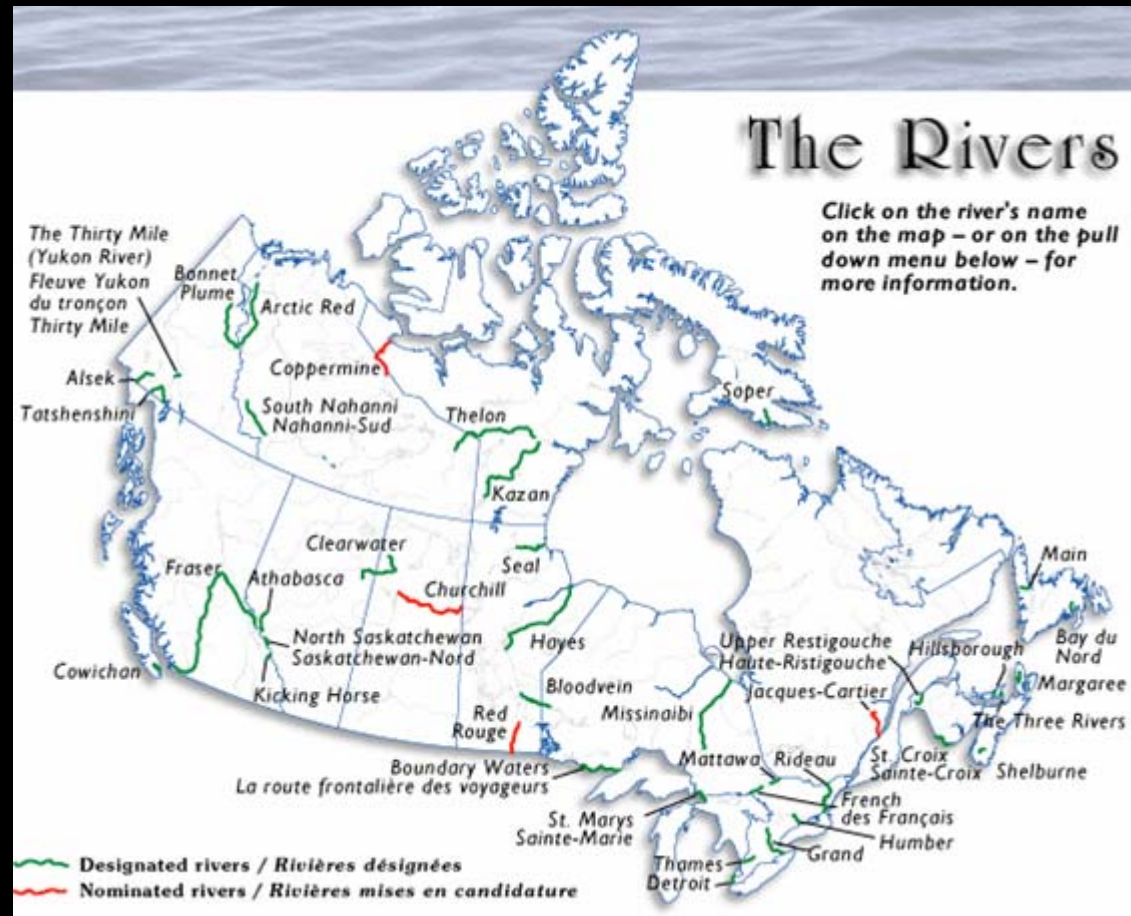 The Rivers
Click on the river's name
on the map – or on the pull
down menu below – for
more information.
The Thirty Mile
(Yukon River)
Fleuve Yukon
du tronçon
Thirty Mile
Bonnet
Plume
Arctic Red
Alsek
Tatshenshini
Coppermine
South Nahanni
Nahanni-Sud
Thelon
Soper
Kazan
Clearwater
Seal
Fraser
Athabasca
Churchill
Main
North Saskatchewan
Saskatchewan-Nord
Hayes
Upper Restigouche
Haute-Ristigouche
Hillsborough
Bay du
Nord
Cowichan
Kicking Horse
Bloodvein
Missinaibi
Jacques-Cartier
Margaree
The Three Rivers
Red
Rouge
Boundary Waters
La route frontalière des voyageurs
Mattawa
Rideau
St. Croix
Sainte-Croix
Shelburne
St. Marys
Sainte-Marie
French
des Français
Humber
Grand
Thames
Detroit
Designated rivers / Rivières désignées
Nominated rivers / Rivières mises en candidature